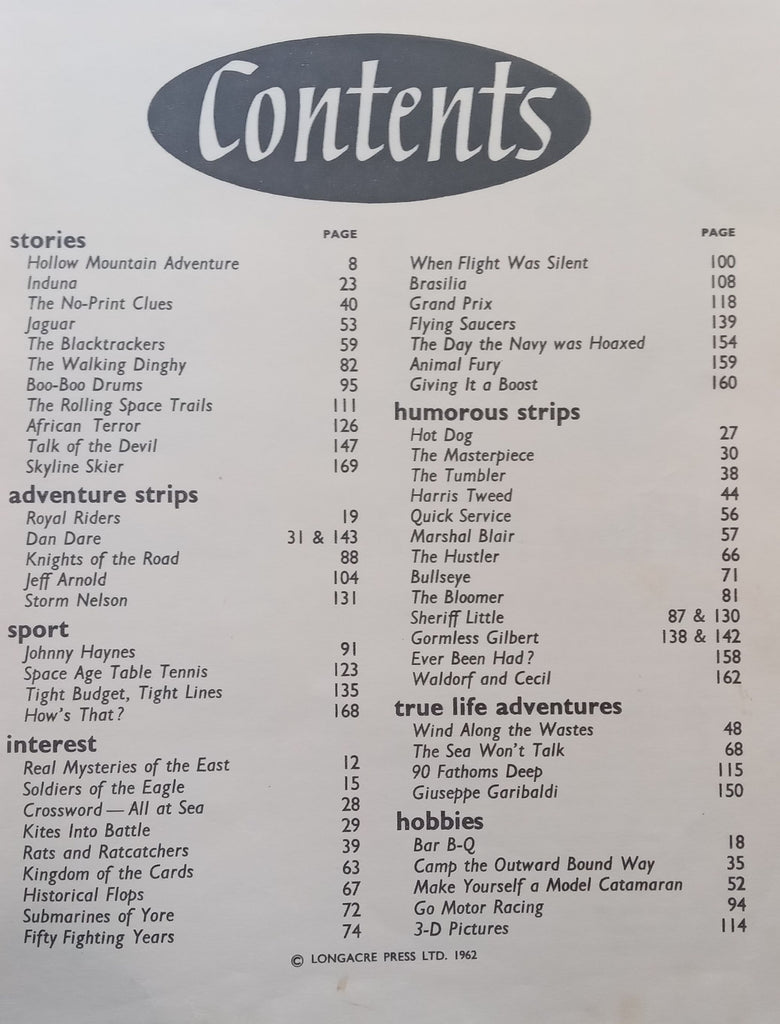 Contents
PAGE
stories
Hollow Mountain Adventure 8
Induna 23
The No-Print Clues 40
Jaguar 53
The Blacktrackers 59
The Walking Dinghy 82
Boo-Boo Drums 95
The Rolling Space Trails 111
African Terror 126
Talk of the Devil 147
Skyline Skier 169
adventure strips
Royal Riders 19
Dan Dare 31 & 143
Knights of the Road 88
Jeff Arnold 104
Storm Nelson 131
sport
Johnny Haynes 91
Space Age Table Tennis 123
Tight Budget, Tight Lines 135
How's That? 168
interest
Real Mysteries of the East 12
Soldiers of the Eagle 15
Crossword — All at Sea 28
Kites Into Battle 29
Rats and Ratcatchers 39
Kingdom of the Cards 63
Historical Flops 67
Submarines of Yore 72
Fifty Fighting Years 74
PAGE
When Flight Was Silent 100
Brasilia 108
Grand Prix 118
Flying Saucers 139
The Day the Navy was Hoaxed 154
Animal Fury 159
Giving It a Boost 160
humorous strips
Hot Dog 27
The Masterpiece 30
The Tumbler 38
Harris Tweed 44
Quick Service 56
Marshal Blair 57
The Hustler 66
Bullseye 71
The Bloomer 81
Sheriff Little 87 & 130
Gormless Gilbert 138 & 142
Ever Been Had? 158
Waldorf and Cecil 162
true life adventures
Wind Along the Wastes 48
The Sea Won't Talk 68
90 Fathoms Deep 115
Giuseppe Garibaldi 150
hobbies
Bar B-Q 18
Camp the Outward Bound Way 35
Make Yourself a Model Catamaran 52
Go Motor Racing 94
3-D Pictures 114
© LONGACRE PRESS LTD. 1962